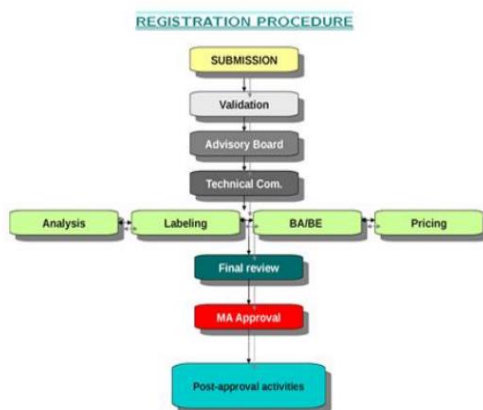 REGISTRATION PROCEDURE
SUBMISSION
Validation
Advisory Board
Technical Com.
Analysis
Labeling
BA/BE
Pricing
Final review
MA Approval
Post-approval activities